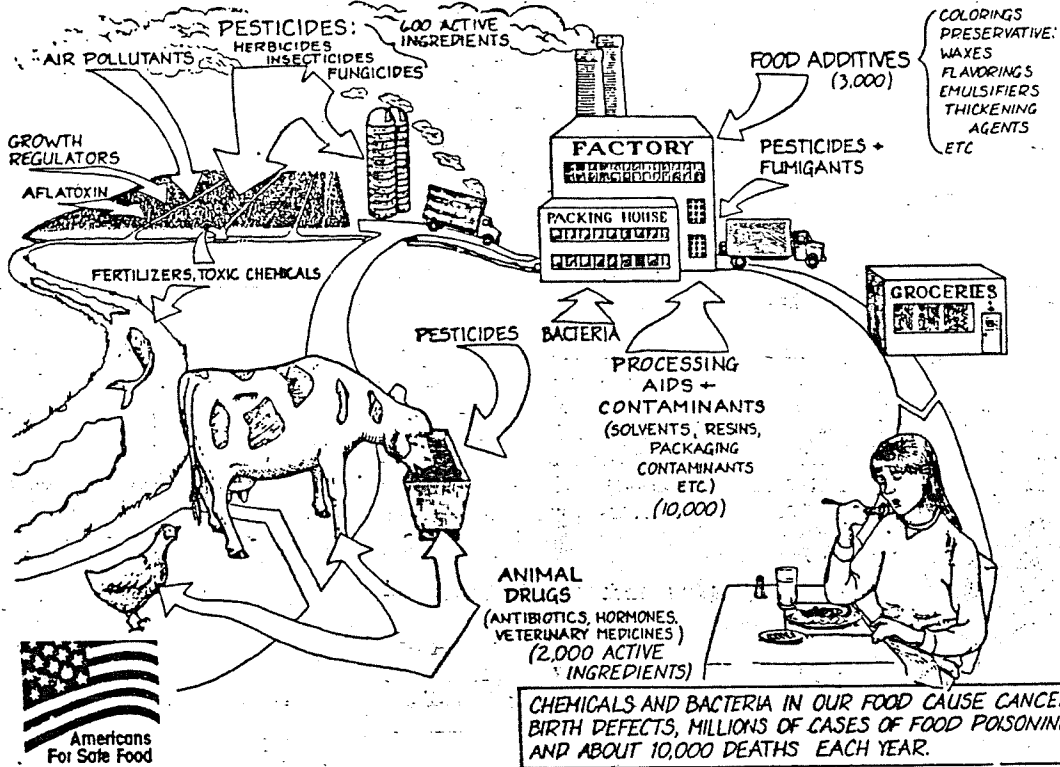 PESTICIDES:
HERBICIDES
INSECTICIDES
FUNGICIDES
600 ACTIVE
INGREDIENTS
AIR POLLUTANTS
GROWTH
REGULATORS
AFLATOXIN
FERTILIZERS, TOXIC CHEMICALS
FACTORY
PACKING HOUSE
FOOD ADDITIVES
(3,000)
COLORINGS
PRESERVATIVE:
WAXES
FLAVORINGS
EMULSIFIERS
THICKENING
AGENTS
ETC
PESTICIDES +
FUMIGANTS
GROCERIES
PESTICIDES
BACTERIA
PROCESSING
AIDS +
CONTAMINANTS
(SOLVENTS, RESINS,
PACKAGING
CONTAMINANTS
ETC)
(10,000)
ANIMAL
DRUGS
(ANTIBIOTICS, HORMONES,
VETERINARY MEDICINES)
(2,000 ACTIVE
INGREDIENTS)
Americans
For Safe Food
CHEMICALS AND BACTERIA IN OUR FOOD CAUSE CANCE
BIRTH DEFECTS, MILLIONS OF CASES OF FOOD POISONIN
AND ABOUT 10,000 DEATHS EACH YEAR.